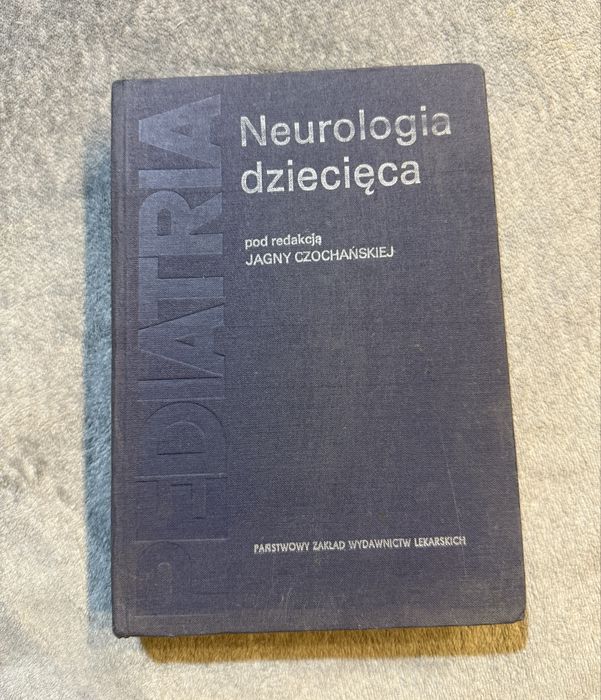 PEDIATRIA
Neurologia
dziecięca
pod redakcją
JAGNY CZOCHAŃSKIEJ
PAŃSTWOWY ZAKŁAD WYDAWNICTW LEKARSKICH